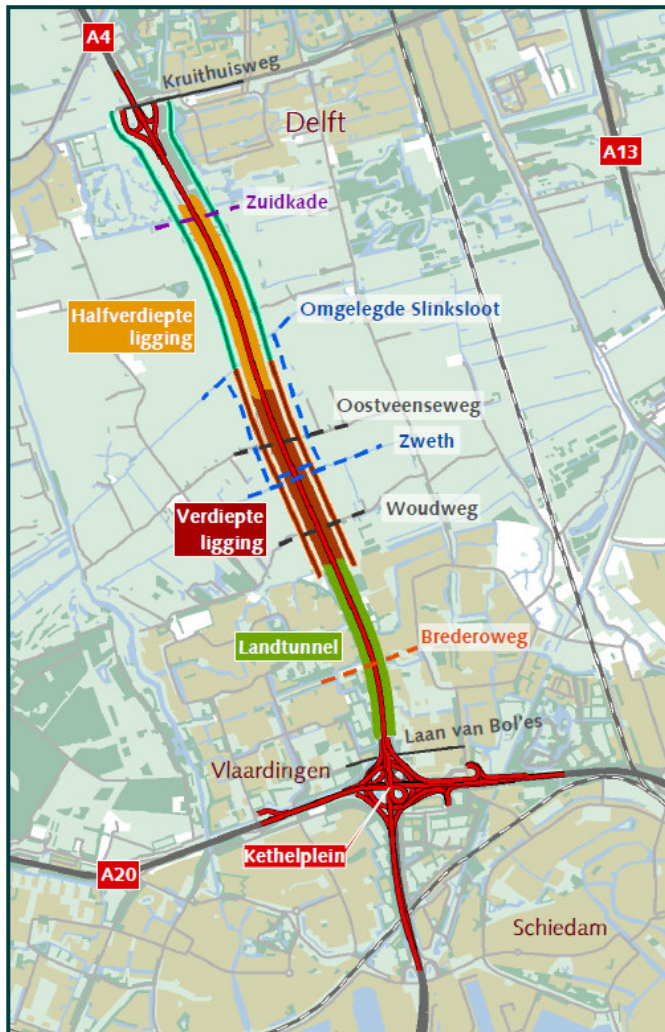 A4
Kruithuisweg
Delft
A13
Zuidkade
Halfverdiepte
ligging
Omgelegde Slinksloot
Oostveenseweg
Zweth
Verdiepte
ligging
Woudweg
Landtunnel
Brederoweg
Laan van Bol'es
Vlaardingen
Kethelplein
A20
Schiedam